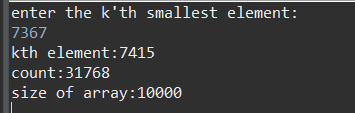 enter the k'th smallest element:
7367
kth element:7415
count:31768
size of array:10000